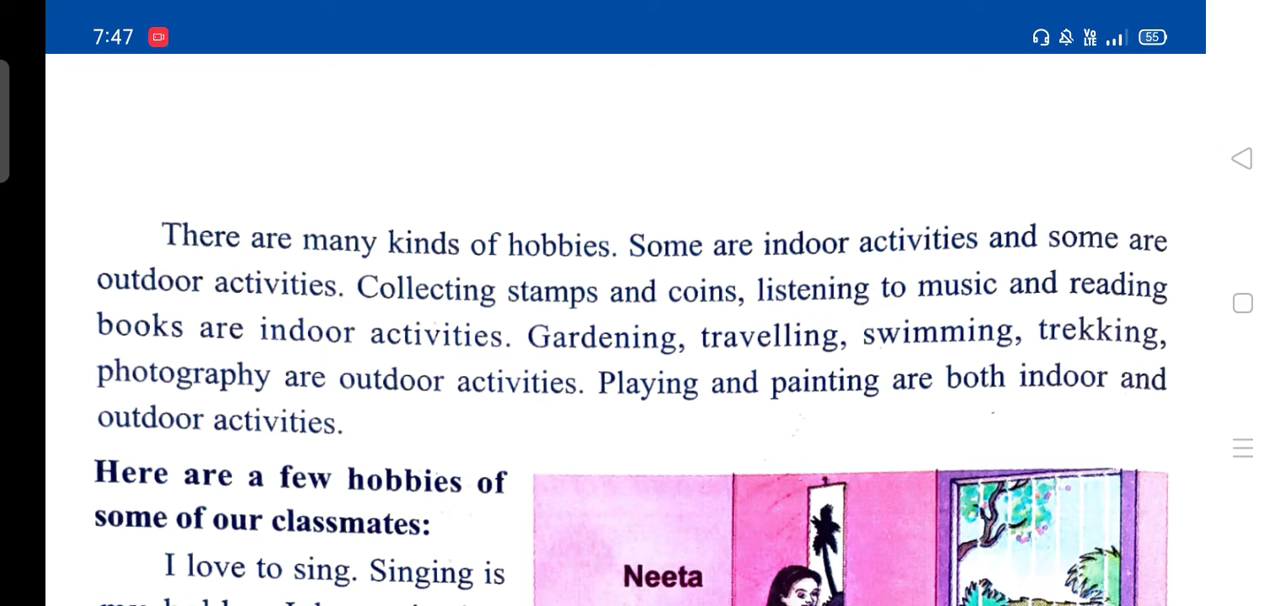 7:47
Vo
LTE
55
There are many kinds of hobbies. Some are indoor activities and some are
outdoor activities. Collecting stamps and coins, listening to music and reading
books are indoor activities. Gardening, travelling, swimming, trekking,
photography are outdoor activities. Playing and painting are both indoor and
outdoor activities.
Here are a few hobbies of
some of our classmates:
I love to sing. Singing is
Neeta